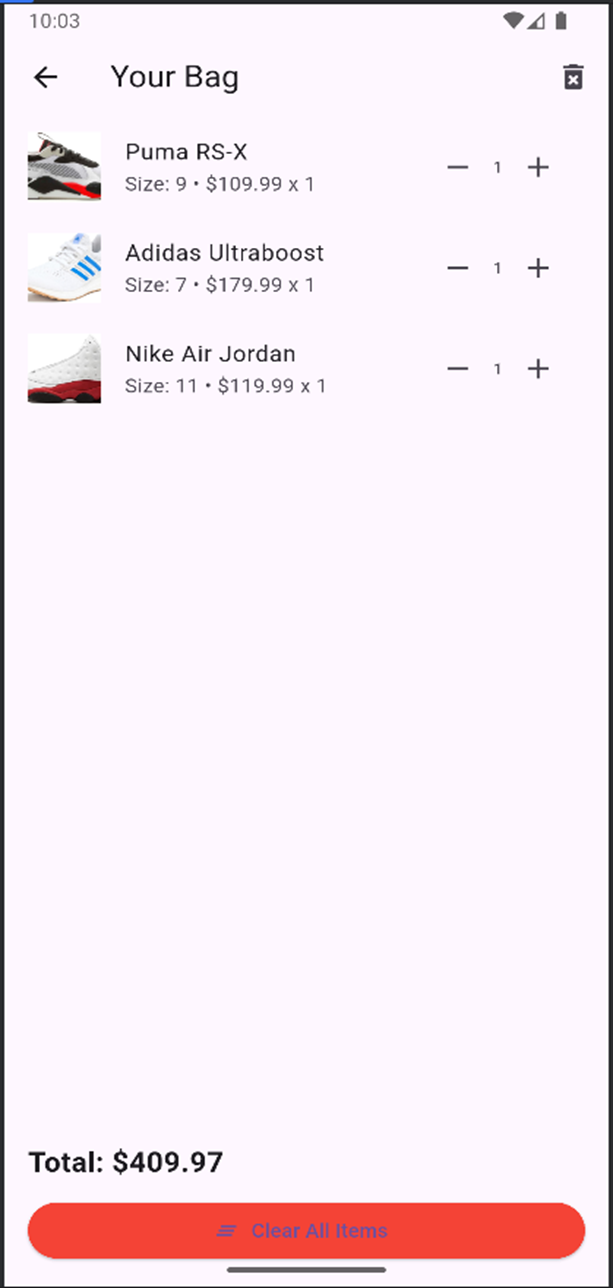 10:03
Your Bag
Puma RS-X
Size: 9 • $109.99 x 1
1
Adidas Ultraboost
Size: 7 • $179.99 x 1
1
Nike Air Jordan
Size: 11 • $119.99 x 1
1
Total: $409.97
Clear All Items